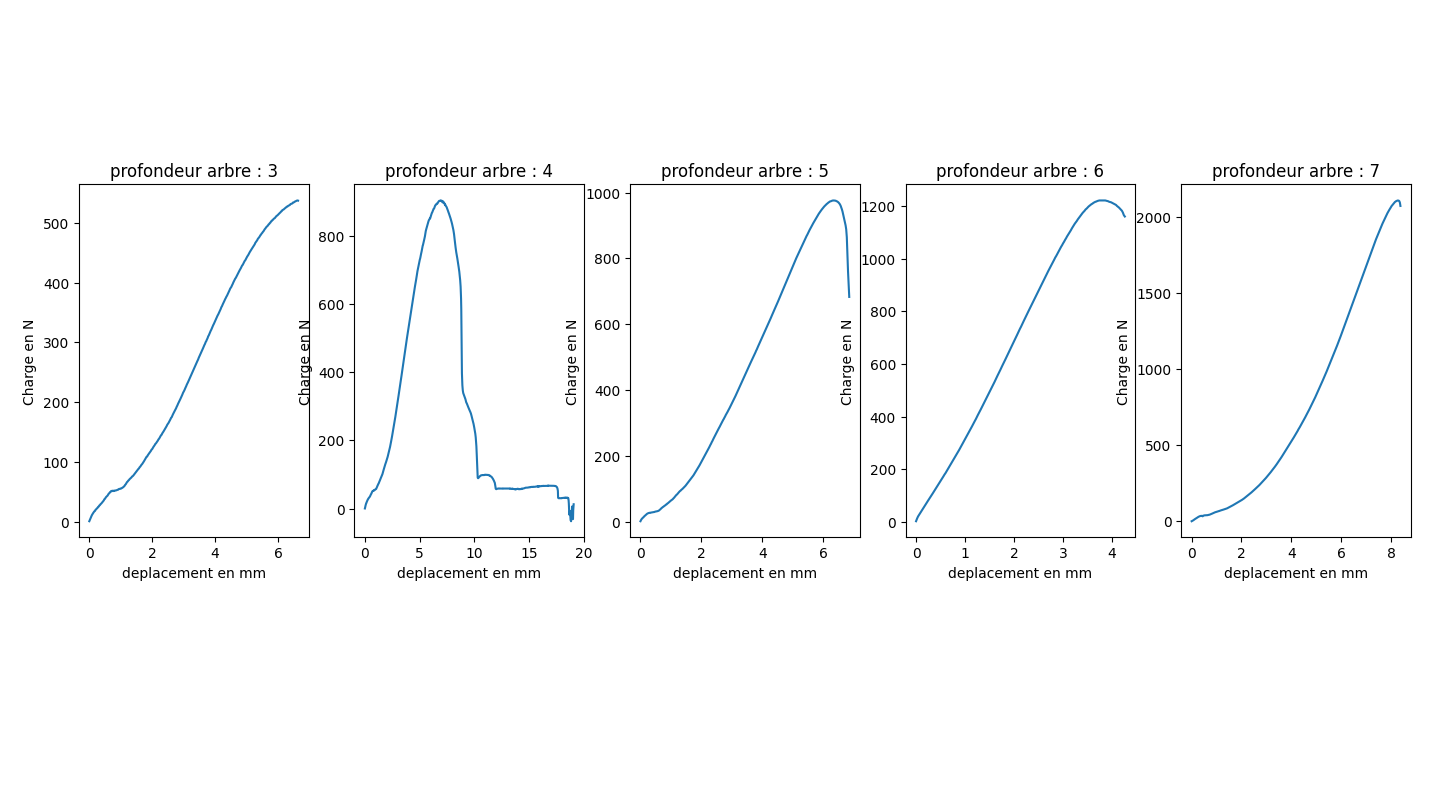 profondeur arbre : 3
500
400
300
200
100
0
Charge en N
0 2 4 6
deplacement en mm
profondeur arbre : 4
800
600
400
200
0
Charge en N
0 5 10 15 20
deplacement en mm
profondeur arbre : 5
1000
800
600
400
200
0
Charge en N
0 2 4 6
deplacement en mm
profondeur arbre : 6
1200
1000
800
600
400
200
0
Charge en N
0 1 2 3 4
deplacement en mm
profondeur arbre : 7
2000
1500
1000
500
0
Charge en N
0 2 4 6 8
deplacement en mm